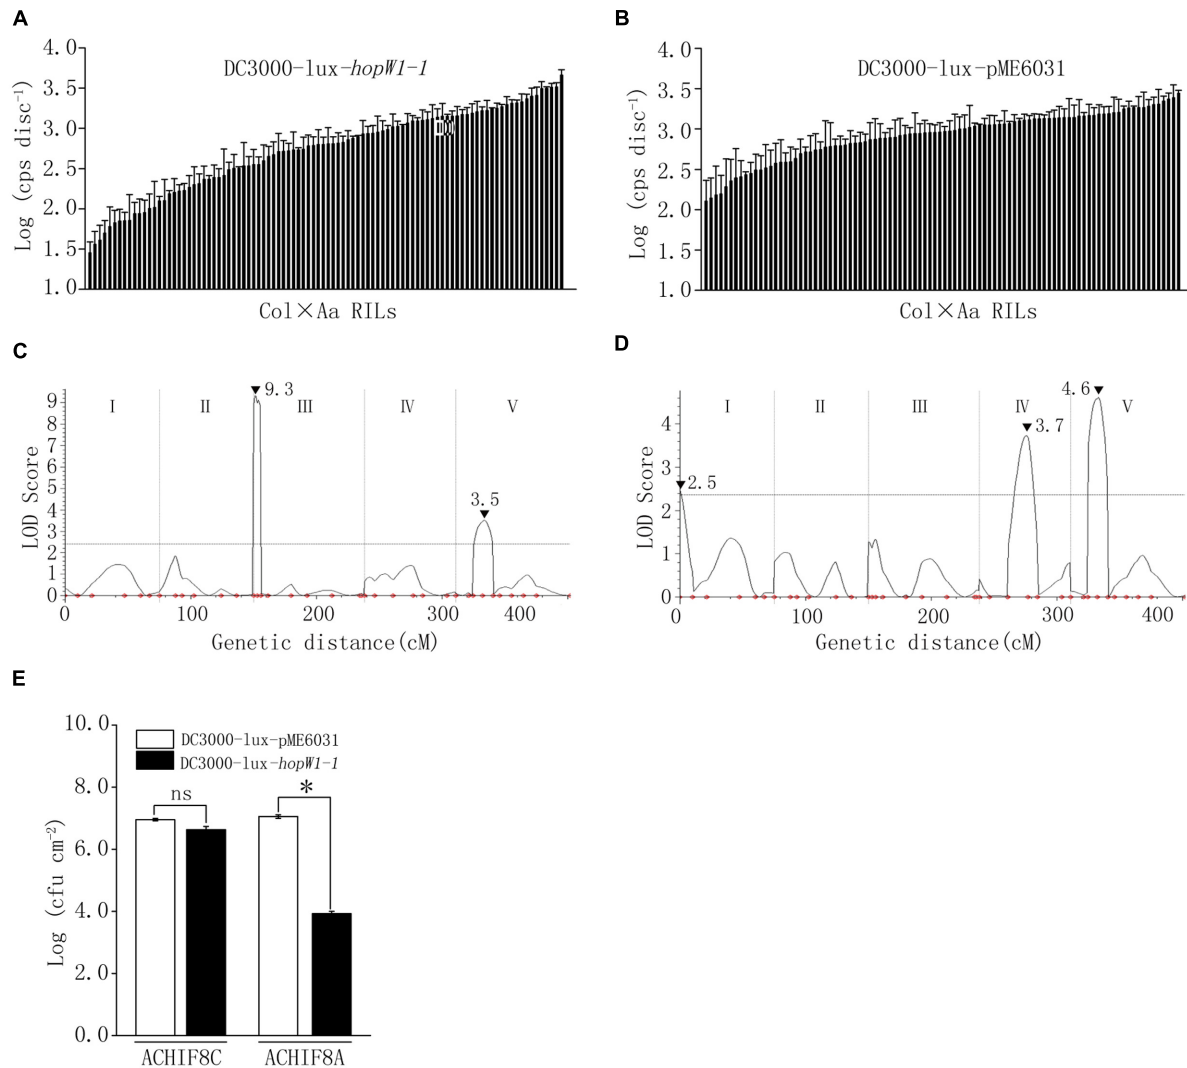 A
4.0
3.5
3.0
2.5
2.0
1.5
1.0
Log (cps disc⁻¹)
DC3000-lux-hopW1-1
Col×Aa RILs
B
4.0
3.5
3.0
2.5
2.0
1.5
1.0
Log (cps disc⁻¹)
DC3000-lux-pME6031
Col×Aa RILs
C
9
8
7
6
5
4
3
2
1
0
LOD Score
I
II
III
IV
V
9.3
3.5
0
100
200
300
400
Genetic distance(cM)
D
4
3
2
1
0
LOD Score
I
II
III
IV
V
2.5
3.7
4.6
0
100
200
300
400
Genetic distance(cM)
E
10.0
8.0
6.0
4.0
2.0
0.0
Log (cfu cm⁻²)
DC3000-lux-pME6031
DC3000-lux-hopW1-1
ns
*
ACHIF8C
ACHIF8A